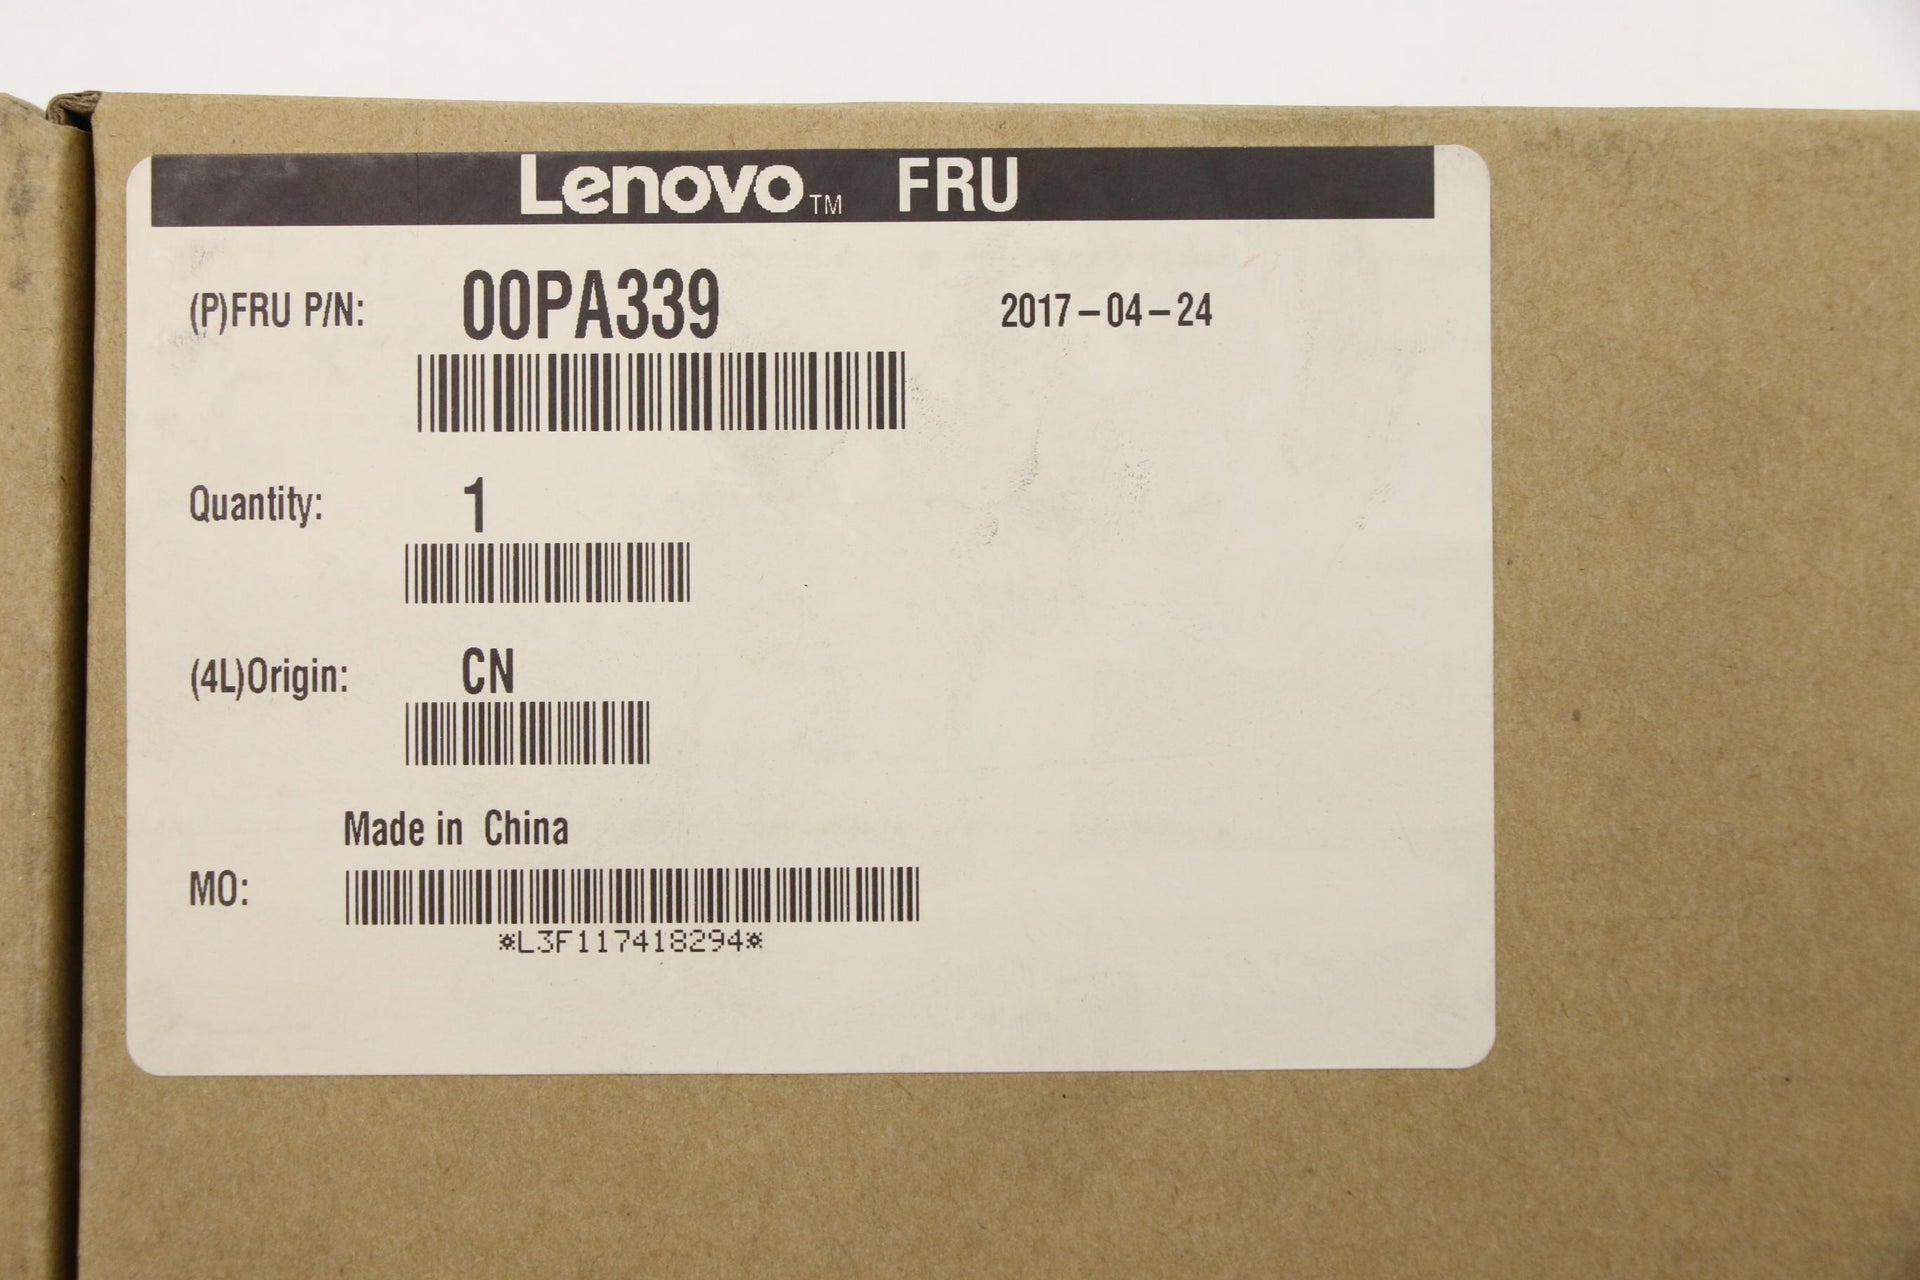 Lenovo™ FRU
(P)FRU P/N: 00PA339 2017-04-24
Quantity: 1
(4L)Origin: CN
Made in China
MO:
*L3F117418294*